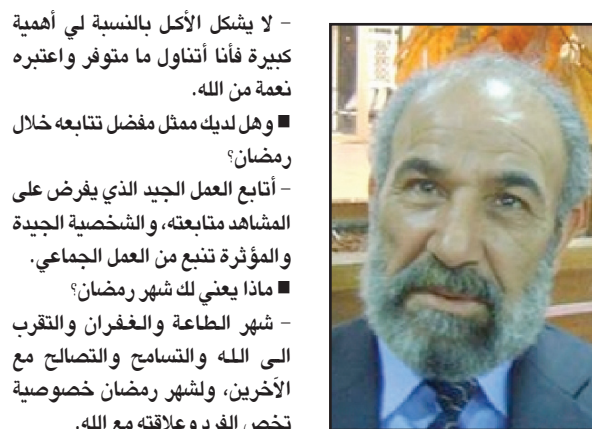 - لا يشكل الأكل بالنسبة لي أهمية
كبيرة فأنا أتناول ما متوفر واعتبره
نعمة من الله.
■ وهل لديك ممثل مفضل تتابعه خلال
رمضان؟
- أتابع العمل الجيد الذي يفرض على
المشاهد متابعته، والشخصية الجيدة
والمؤثرة تنبع من العمل الجماعي.
■ ماذا يعني لك شهر رمضان؟
- شهر الطاعة والغفران والتقرب
الى الله والتسامح والتصالح مع
الآخرين، ولشهر رمضان خصوصية
تخص الفرد وعلاقته مع الله.